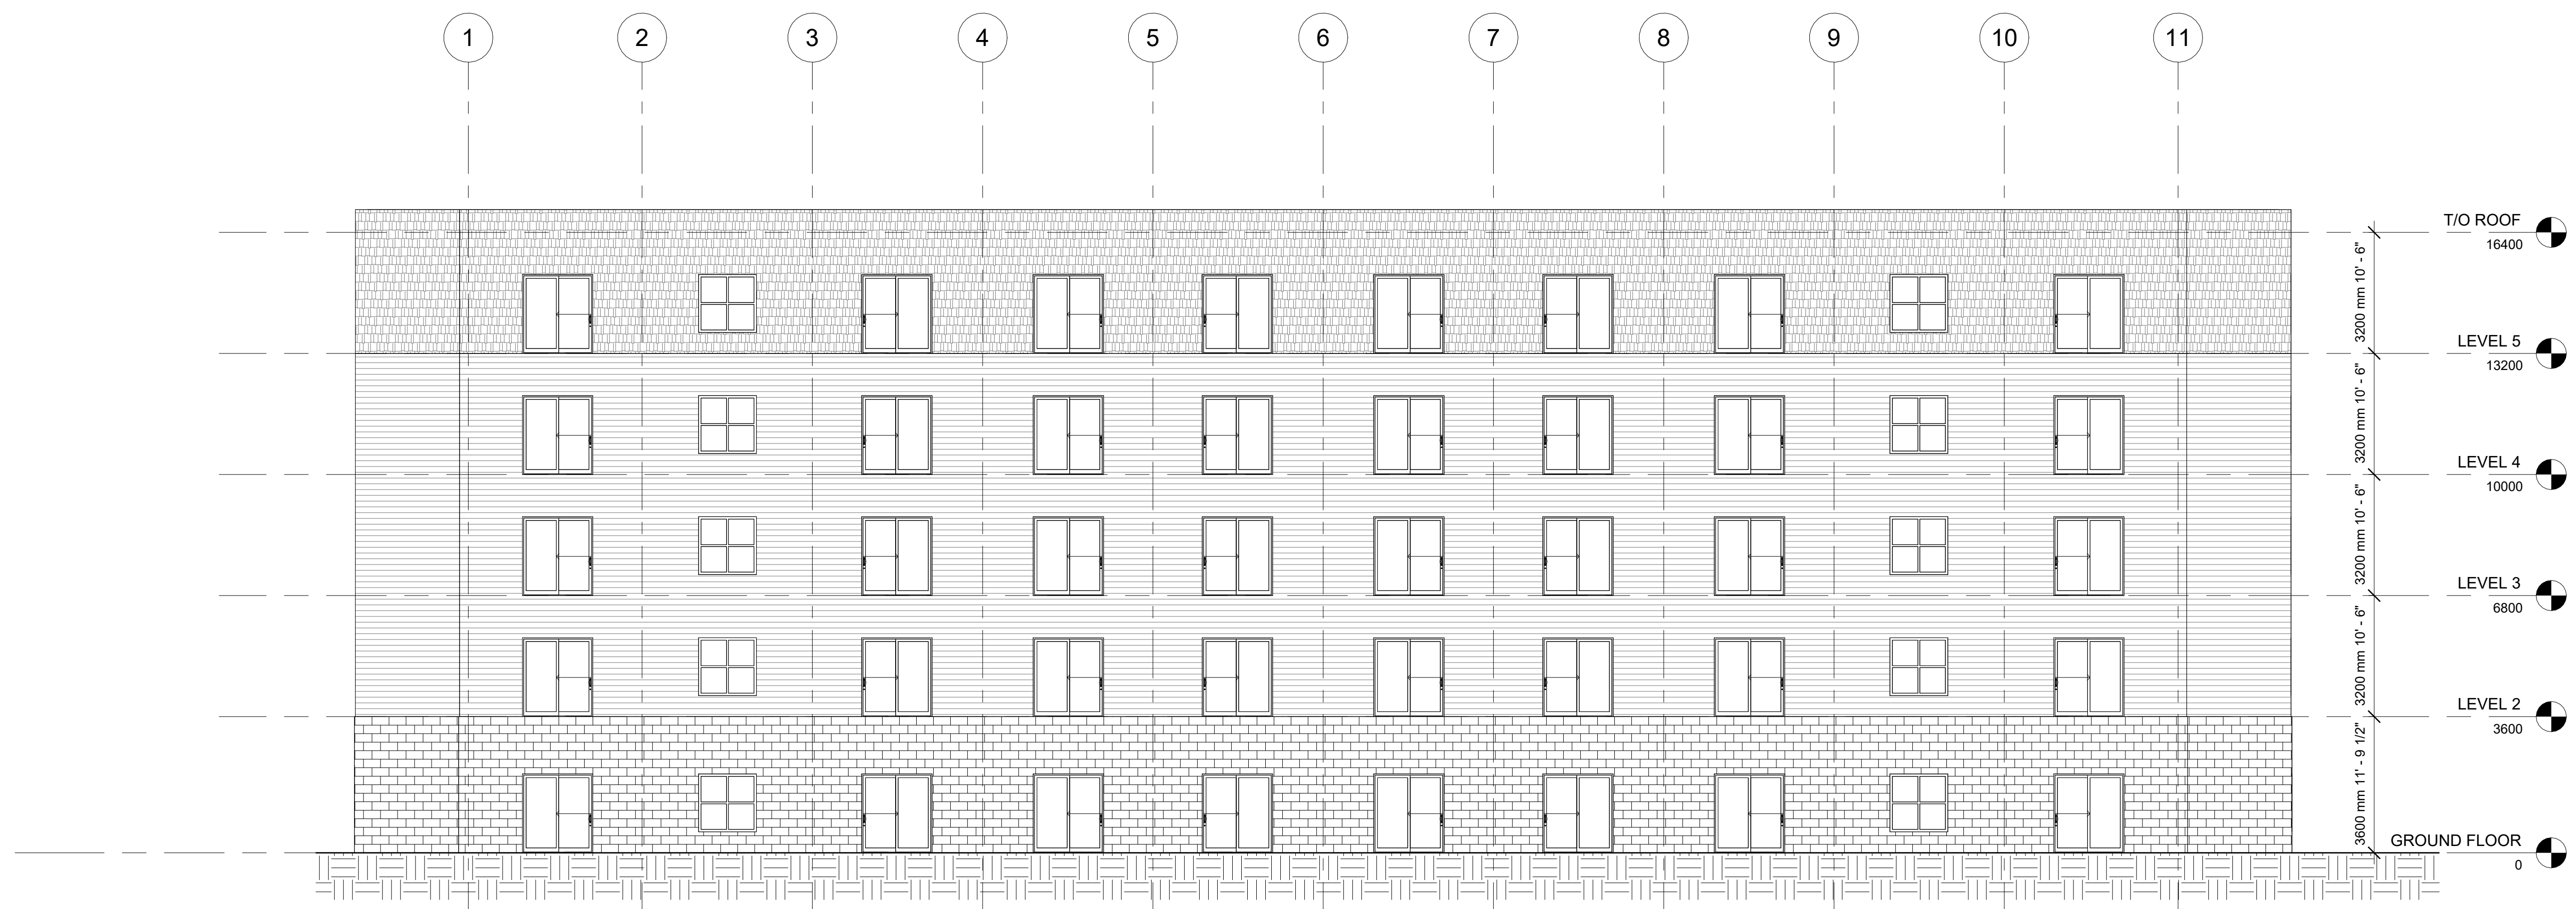 1
2
3
4
5
6
7
8
9
10
11
T/O ROOF
16400
3200 mm 10' - 6"
LEVEL 5
13200
3200 mm 10' - 6"
LEVEL 4
10000
3200 mm 10' - 6"
LEVEL 3
6800
3200 mm 10' - 6"
LEVEL 2
3600
3600 mm 11' - 9 1/2"
GROUND FLOOR
0